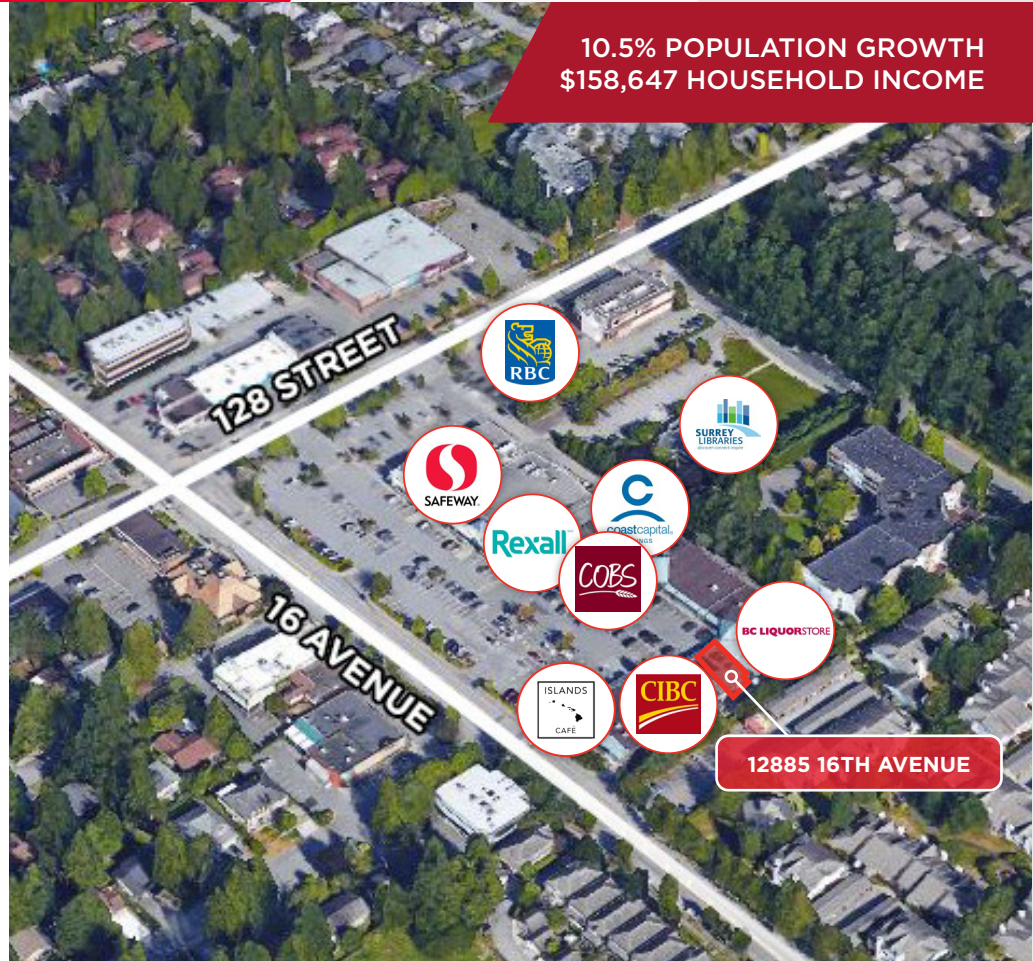 10.5% POPULATION GROWTH
$158,647 HOUSEHOLD INCOME
128 STREET
RBC
SURREY
LIBRARIES
SAFEWAY
coastcapital
Rexall
COBS
BC LIQUORSTORE
16 AVENUE
ISLANDS
CAFÉ
CIBC
12885 16TH AVENUE